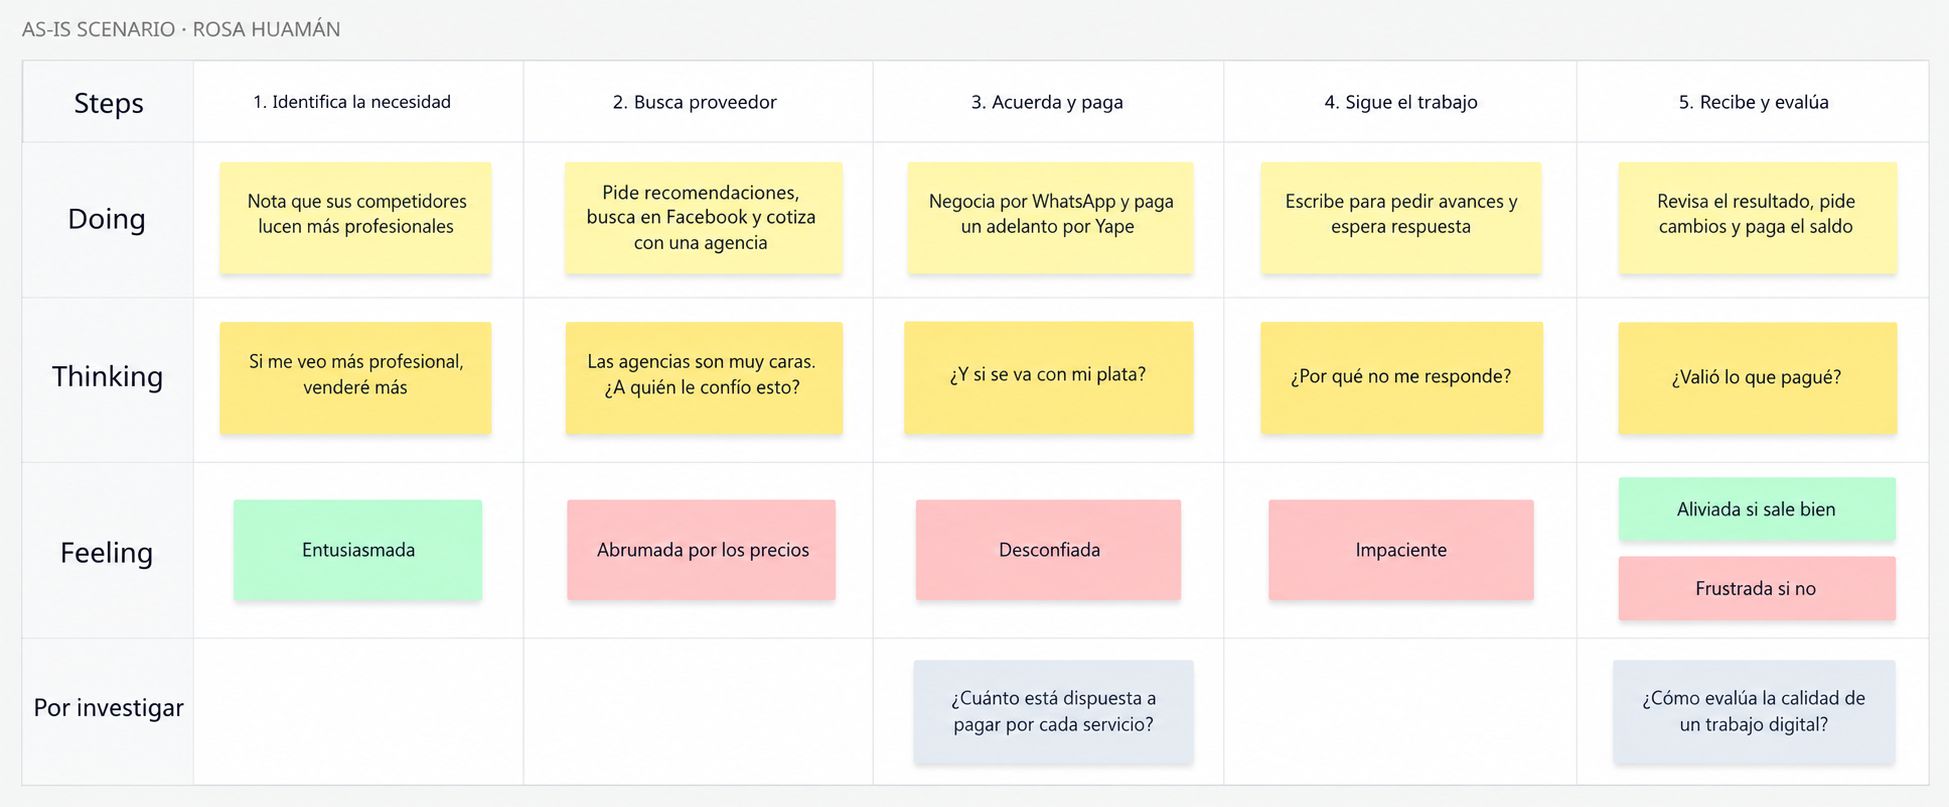 AS-IS SCENARIO · ROSA HUAMÁN
Steps
1. Identifica la necesidad
2. Busca proveedor
3. Acuerda y paga
4. Sigue el trabajo
5. Recibe y evalúa
Doing
Nota que sus competidores
lucen más profesionales
Pide recomendaciones,
busca en Facebook y cotiza
con una agencia
Negocia por WhatsApp y paga
un adelanto por Yape
Escribe para pedir avances y
espera respuesta
Revisa el resultado, pide
cambios y paga el saldo
Thinking
Si me veo más profesional,
venderé más
Las agencias son muy caras.
¿A quién le confío esto?
¿Y si se va con mi plata?
¿Por qué no me responde?
¿Valió lo que pagué?
Feeling
Entusiasmada
Abrumada por los precios
Desconfiada
Impaciente
Aliviada si sale bien
Frustrada si no
Por investigar
¿Cuánto está dispuesta a
pagar por cada servicio?
¿Cómo evalúa la calidad de
un trabajo digital?